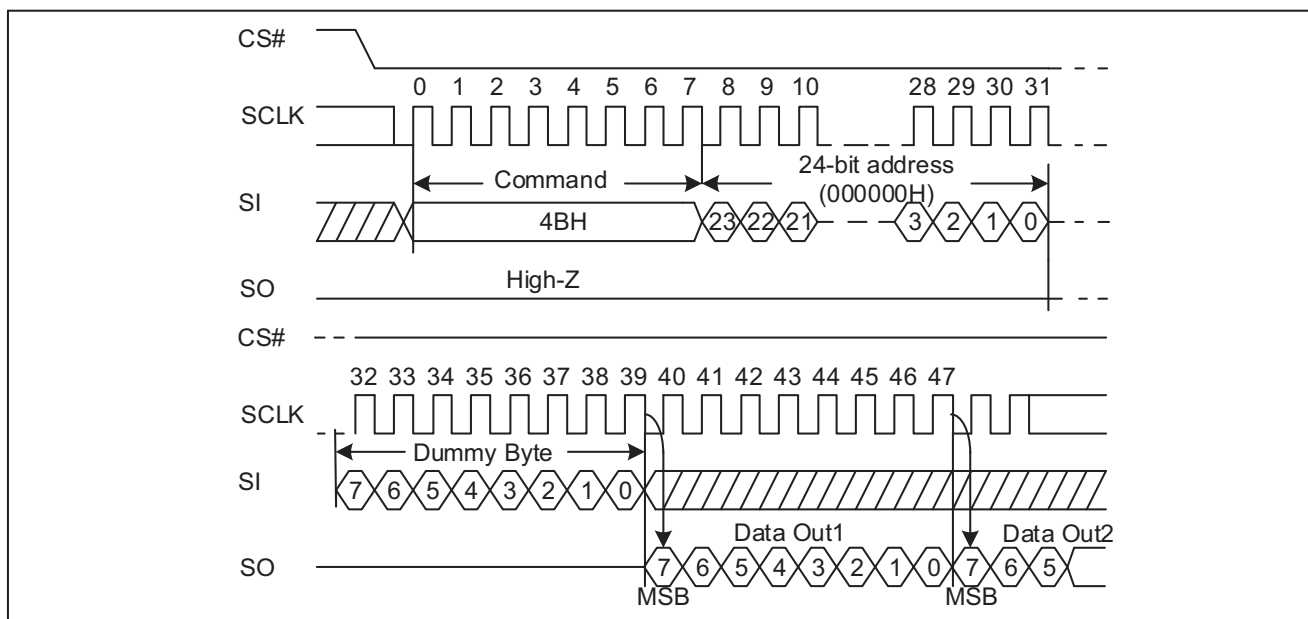 CS#
0 1 2 3 4 5 6 7 8 9 10 28 29 30 31
SCLK
Command
24-bit address
(000000H)
SI
4BH
23 22 21 3 2 1 0
SO
High-Z
CS#
32 33 34 35 36 37 38 39 40 41 42 43 44 45 46 47
SCLK
Dummy Byte
SI
7 6 5 4 3 2 1 0
Data Out1
Data Out2
SO
7 6 5 4 3 2 1 0 7 6 5
MSB
MSB